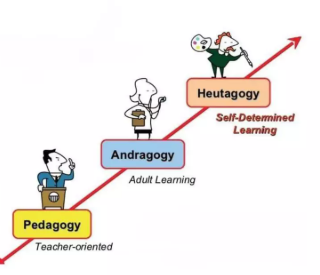 Heutagogy
Self-Determined
Learning
Andragogy
Adult Learning
Pedagogy
Teacher-oriented